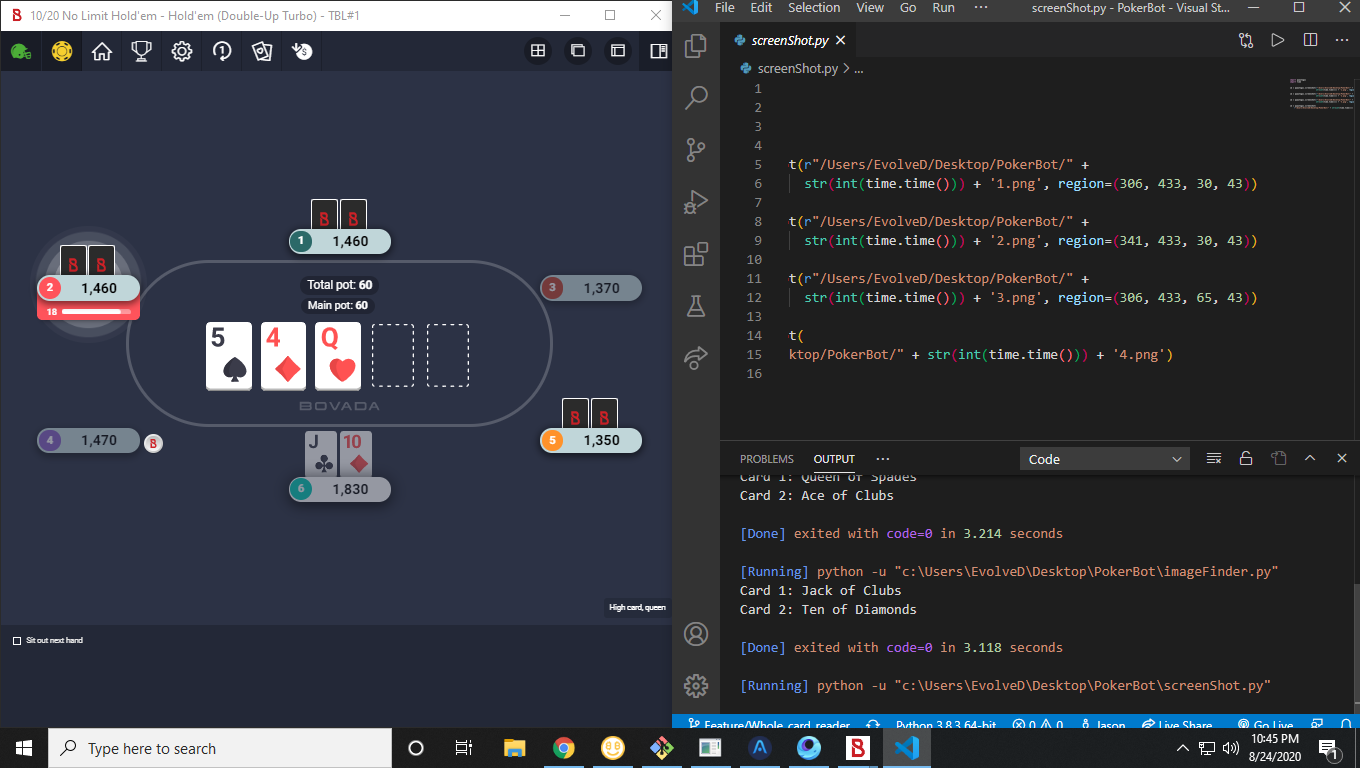 10/20 No Limit Hold'em - Hold'em (Double-Up Turbo) - TBL#1
1 1,460
2 1,460
18
Total pot: 60
Main pot: 60
3 1,370
5
4
Q
BOVADA
4 1,470
B
5 1,350
J
10
6 1,830
High card, queen
Sit out next hand
File Edit Selection View Go Run ···
screenShot.py - PokerBot - Visual St...
screenShot.py
screenShot.py > ...
1
2
3
4
5 t(r"/Users/EvolveD/Desktop/PokerBot/" +
6 str(int(time.time())) + '1.png', region=(306, 433, 30, 43))
7
8 t(r"/Users/EvolveD/Desktop/PokerBot/" +
9 str(int(time.time())) + '2.png', region=(341, 433, 30, 43))
10
11 t(r"/Users/EvolveD/Desktop/PokerBot/" +
12 str(int(time.time())) + '3.png', region=(306, 433, 65, 43))
13
14 t(
15 ktop/PokerBot/" + str(int(time.time())) + '4.png')
16
PROBLEMS OUTPUT ··· Code
Card 1: Queen of Spades
Card 2: Ace of Clubs
[Done] exited with code=0 in 3.214 seconds
[Running] python -u "c:\Users\EvolveD\Desktop\PokerBot\imageFinder.py"
Card 1: Jack of Clubs
Card 2: Ten of Diamonds
[Done] exited with code=0 in 3.118 seconds
[Running] python -u "c:\Users\EvolveD\Desktop\PokerBot\screenShot.py"
Feature/Whole_card_reader Python 3.8.3 64-bit 0 0 Jason Live Share Go Live
Type here to search
10:45 PM
8/24/2020
1